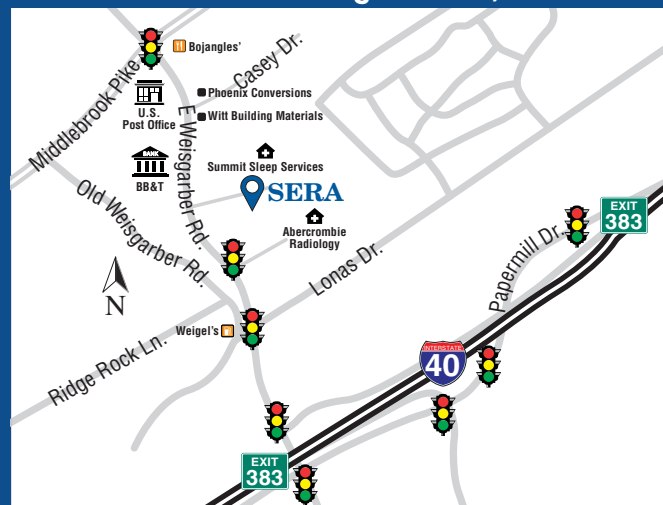 Bojangles'
Casey Dr.
Middlebrook Pike
Phoenix Conversions
U.S.
Post Office
Witt Building Materials
E Weisgarber Rd.
BANK
BB&T
Summit Sleep Services
SERA
EXIT
383
Old Weisgarber Rd.
Abercrombie
Radiology
Papermill Dr.
Lonas Dr.
N
Weigel's
Ridge Rock Ln.
INTERSTATE
40
EXIT
383